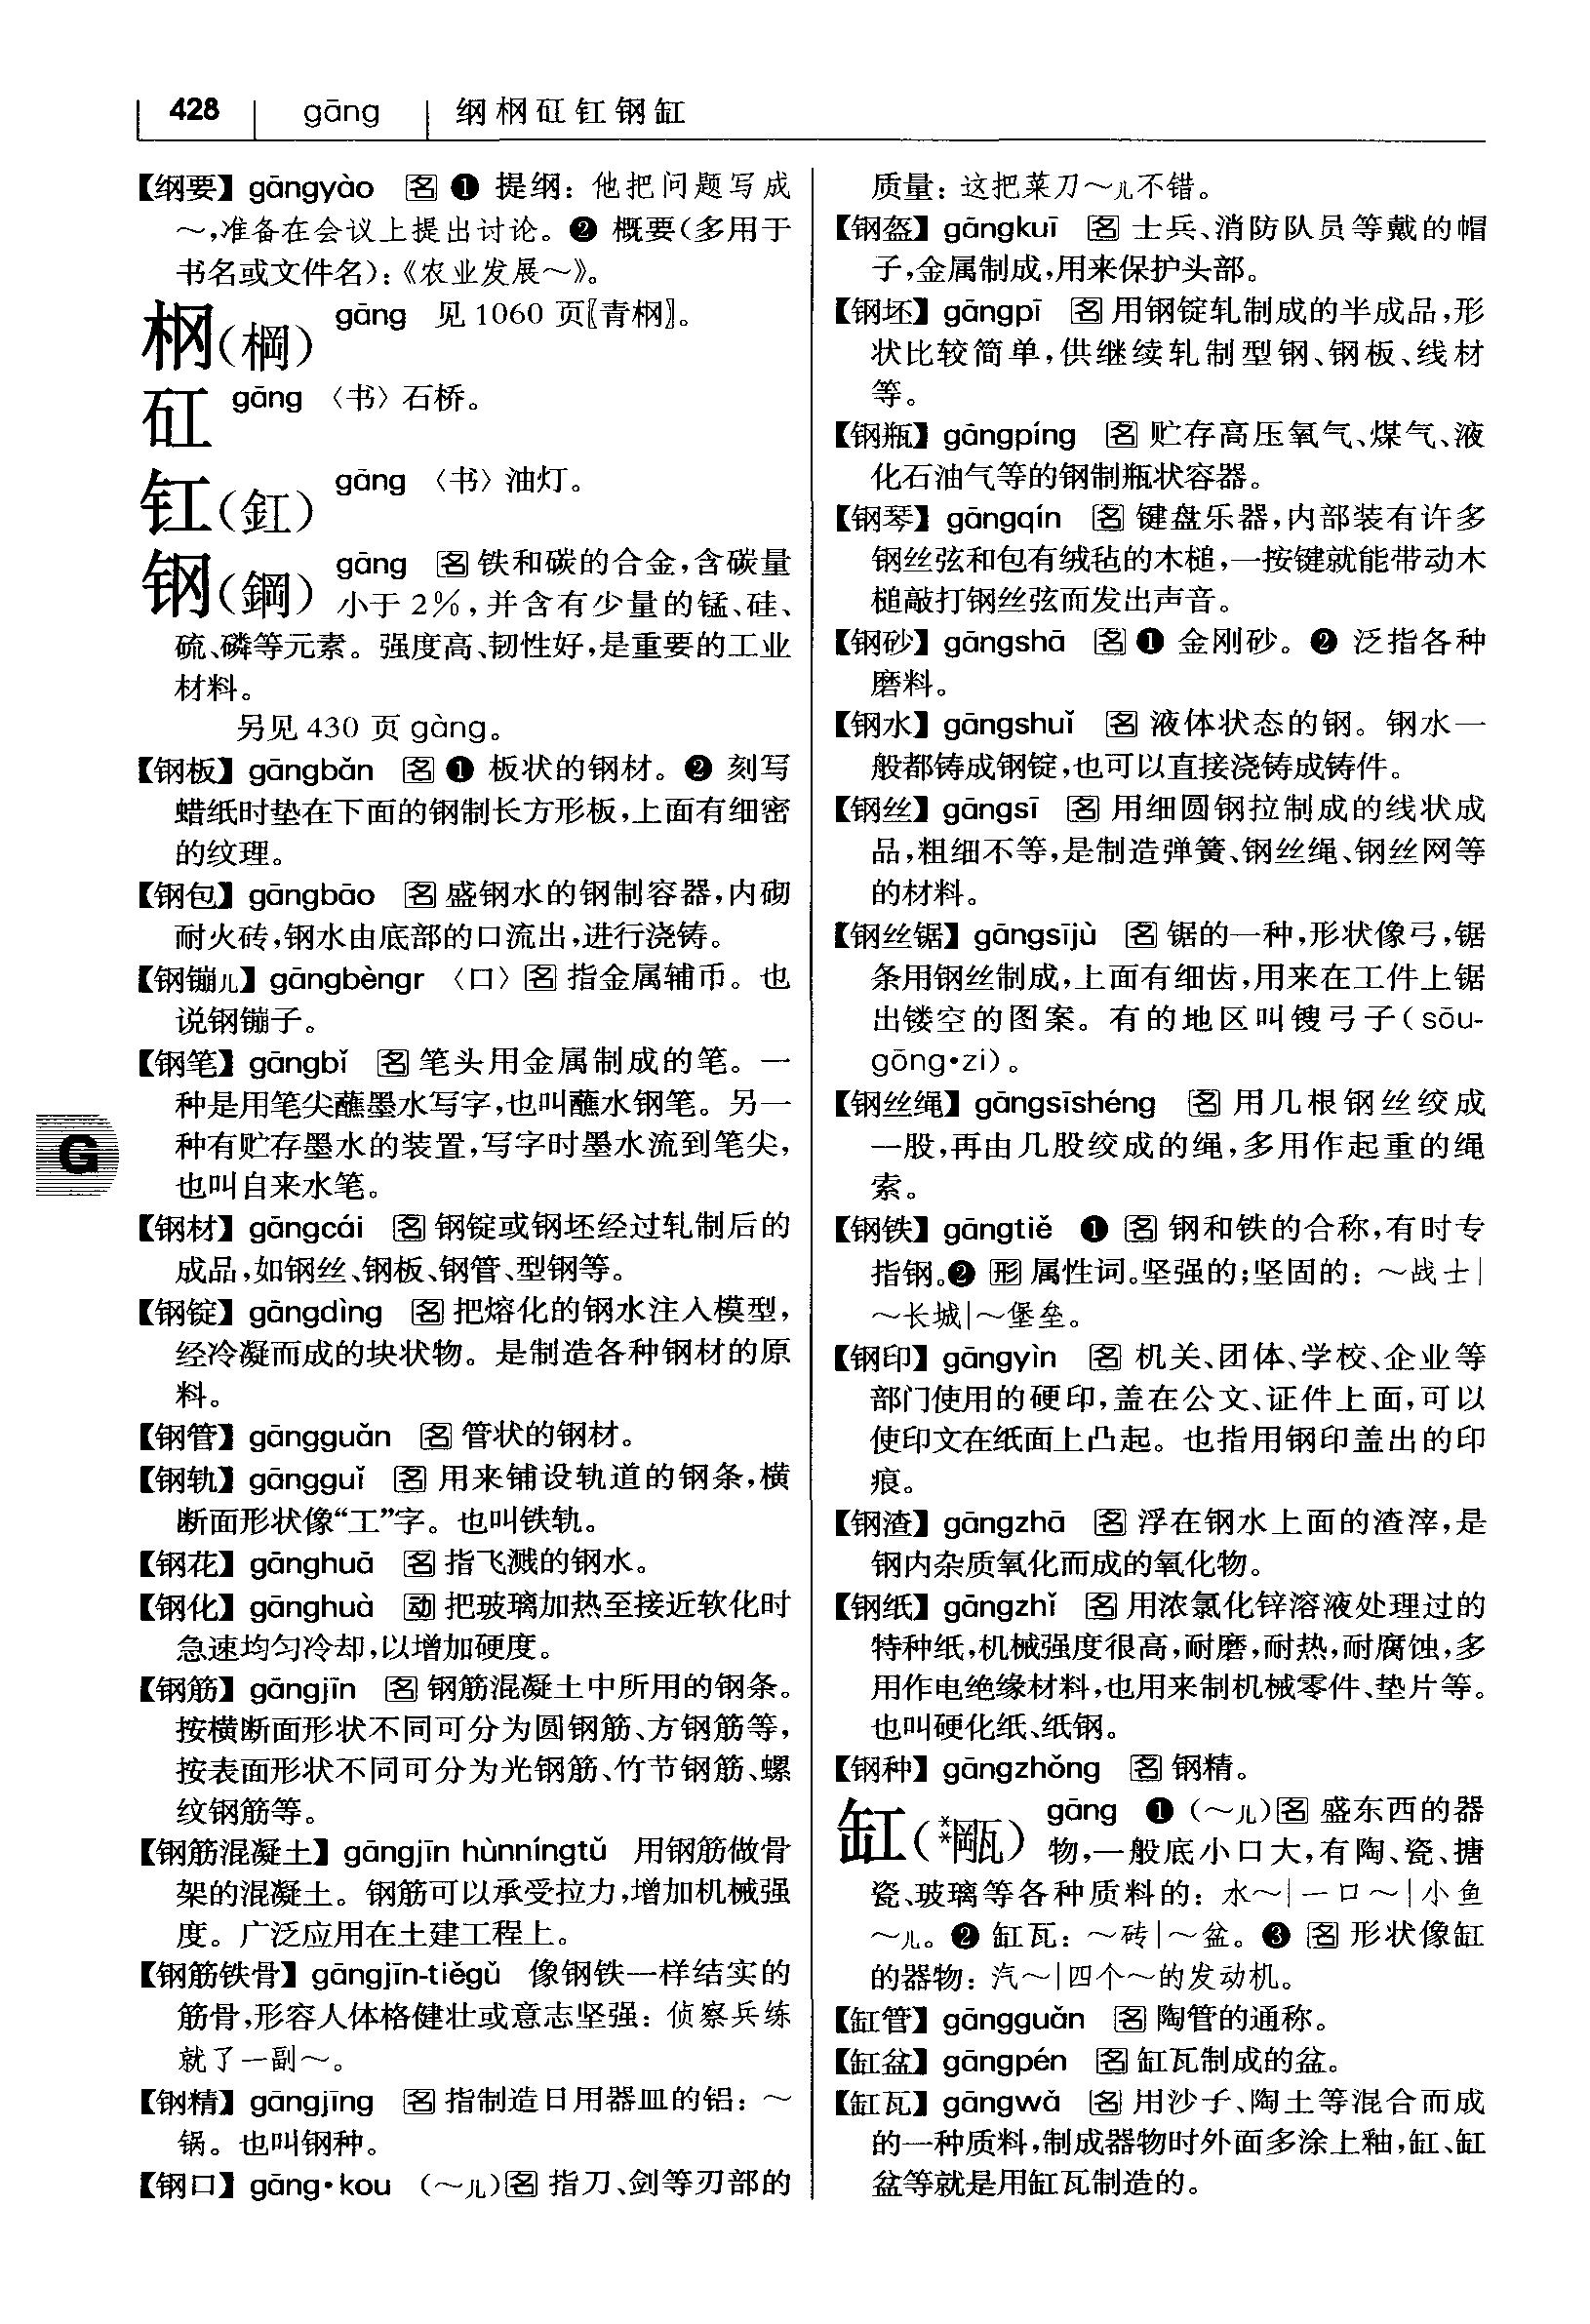 428 gāng 纲㭎矼釭钢缸
【纲要】 gāngyào 名 ❶ 提纲：他把问题写成
～，准备在会议上提出讨论。❷ 概要（多用于
书名或文件名）：《农业发展～》。
㭎（棡） gāng 见 1060 页〖青㭎〗。
矼 gāng 〈书〉石桥。
𫟱（釭） gāng 〈书〉油灯。
钢（鋼） gāng 名 铁和碳的合金，含碳量
小于 2%，并含有少量的锰、硅、
硫、磷等元素。强度高、韧性好，是重要的工业
材料。
另见 430 页 gàng。
【钢板】 gāngbǎn 名 ❶ 板状的钢材。❷ 刻写
蜡纸时垫在下面的钢制长方形板，上面有细密
的纹理。
【钢包】 gāngbāo 名 盛钢水的钢制容器，内砌
耐火砖，钢水由底部的口流出，进行浇铸。
【钢镚儿】 gāngbèngr 〈口〉名 指金属辅币。也
说钢镚子。
【钢笔】 gāngbǐ 名 笔头用金属制成的笔。一
种是用笔尖蘸墨水写字，也叫蘸水钢笔。另一
种有贮存墨水的装置，写字时墨水流到笔尖，
也叫自来水笔。
【钢材】 gāngcái 名 钢锭或钢坯经过轧制后的
成品，如钢丝、钢板、钢管、型钢等。
【钢锭】 gāngdìng 名 把熔化的钢水注入模型，
经冷凝而成的块状物。是制造各种钢材的原
料。
【钢管】 gāngguǎn 名 管状的钢材。
【钢轨】 gāngguǐ 名 用来铺设轨道的钢条，横
断面形状像“工”字。也叫铁轨。
【钢花】 gānghuā 名 指飞溅的钢水。
【钢化】 gānghuà 动 把玻璃加热至接近软化时
急速均匀冷却，以增加硬度。
【钢筋】 gāngjīn 名 钢筋混凝土中所用的钢条。
按横断面形状不同可分为圆钢筋、方钢筋等，
按表面形状不同可分为光钢筋、竹节钢筋、螺
纹钢筋等。
【钢筋混凝土】 gāngjīn hùnníngtǔ 用钢筋做骨
架的混凝土。钢筋可以承受拉力，增加机械强
度。广泛应用在土建工程上。
【钢筋铁骨】 gāngjīn-tiěgǔ 像钢铁一样结实的
筋骨，形容人体格健壮或意志坚强：侦察兵练
就了一副～。
【钢精】 gāngjīng 名 指制造日用器皿的铝：～
锅。也叫钢种。
【钢口】 gāng·kou （～儿）名 指刀、剑等刃部的
G
质量：这把菜刀～儿不错。
【钢盔】 gāngkuī 名 士兵、消防队员等戴的帽
子，金属制成，用来保护头部。
【钢坯】 gāngpī 名 用钢锭轧制成的半成品，形
状比较简单，供继续轧制型钢、钢板、线材
等。
【钢瓶】 gāngpíng 名 贮存高压氧气、煤气、液
化石油气等的钢制瓶状容器。
【钢琴】 gāngqín 名 键盘乐器，内部装有许多
钢丝弦和包有绒毡的木槌，一按键就能带动木
槌敲打钢丝弦而发出声音。
【钢砂】 gāngshā 名 ❶ 金刚砂。❷ 泛指各种
磨料。
【钢水】 gāngshuǐ 名 液体状态的钢。钢水一
般都铸成钢锭，也可以直接浇铸成铸件。
【钢丝】 gāngsī 名 用细圆钢拉制成的线状成
品，粗细不等，是制造弹簧、钢丝绳、钢丝网等
的材料。
【钢丝锯】 gāngsījù 名 锯的一种，形状像弓，锯
条用钢丝制成，上面有细齿，用来在工件上锯
出镂空的图案。有的地区叫锼弓子（sōu-
gōng·zi）。
【钢丝绳】 gāngsīshéng 名 用几根钢丝绞成
一股，再由几股绞成的绳，多用作起重的绳
索。
【钢铁】 gāngtiě ❶ 名 钢和铁的合称，有时专
指钢。❷ 形 属性词。坚强的；坚固的：～战士|
～长城|～堡垒。
【钢印】 gāngyìn 名 机关、团体、学校、企业等
部门使用的硬印，盖在公文、证件上面，可以
使印文在纸面上凸起。也指用钢印盖出的印
痕。
【钢渣】 gāngzhā 名 浮在钢水上面的渣滓，是
钢内杂质氧化而成的氧化物。
【钢纸】 gāngzhǐ 名 用浓氯化锌溶液处理过的
特种纸，机械强度很高，耐磨，耐热，耐腐蚀，多
用作电绝缘材料，也用来制机械零件、垫片等。
也叫硬化纸、纸钢。
【钢种】 gāngzhǒng 名 钢精。
缸（**㼚） gāng ❶ （～儿）名 盛东西的器
物，一般底小口大，有陶、瓷、搪
瓷、玻璃等各种质料的：水～|一口～|小鱼
～儿。❷ 缸瓦：～砖|～盆。❸ 名 形状像缸
的器物：汽～|四个～的发动机。
【缸管】 gāngguǎn 名 陶管的通称。
【缸盆】 gāngpén 名 缸瓦制成的盆。
【缸瓦】 gāngwǎ 名 用沙子、陶土等混合而成
的一种质料，制成器物时外面多涂上釉，缸、缸
盆等就是用缸瓦制造的。